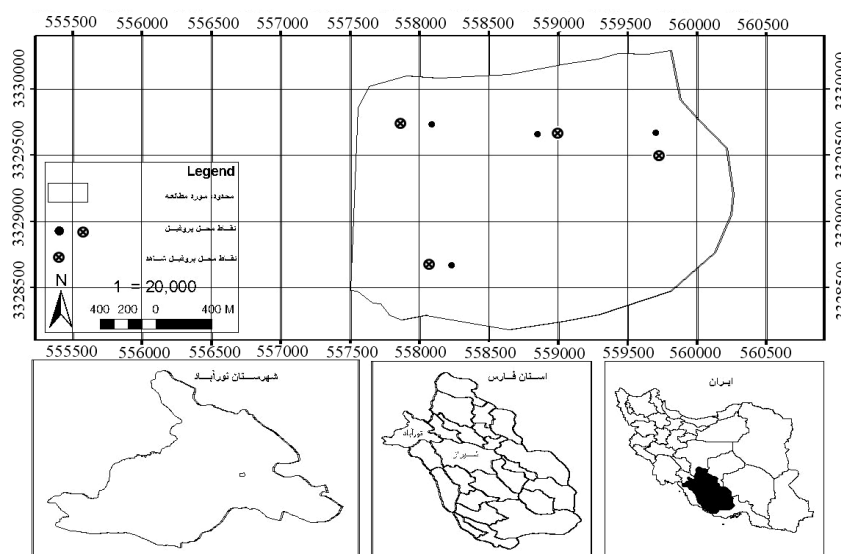 555500 556000 556500 557000 557500 558000 558500 559000 559500 560000 560500
3330000 3330000
3329500 3329500
3329000 3329000
3328500 3328500
Legend
محدوده مورد مطالعه
نقاط محل پروفیل
نقاط محل پروفیل شاهد
N
1 = 20,000
400 200 0 400 M
555500 556000 556500 557000 557500 558000 558500 559000 559500 560000 560500
شهرستان نورآباد
استان فارس
نورآباد
شیراز
ایران